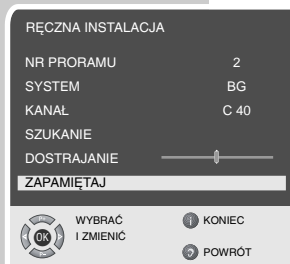 RĘCZNA INSTALACJA
NR PRORAMU 2
SYSTEM BG
KANAŁ C 40
SZUKANIE
DOSTRAJANIE
ZAPAMIĘTAJ
OK
WYBRAĆ
I ZMIENIĆ
KONIEC
POWRÓT